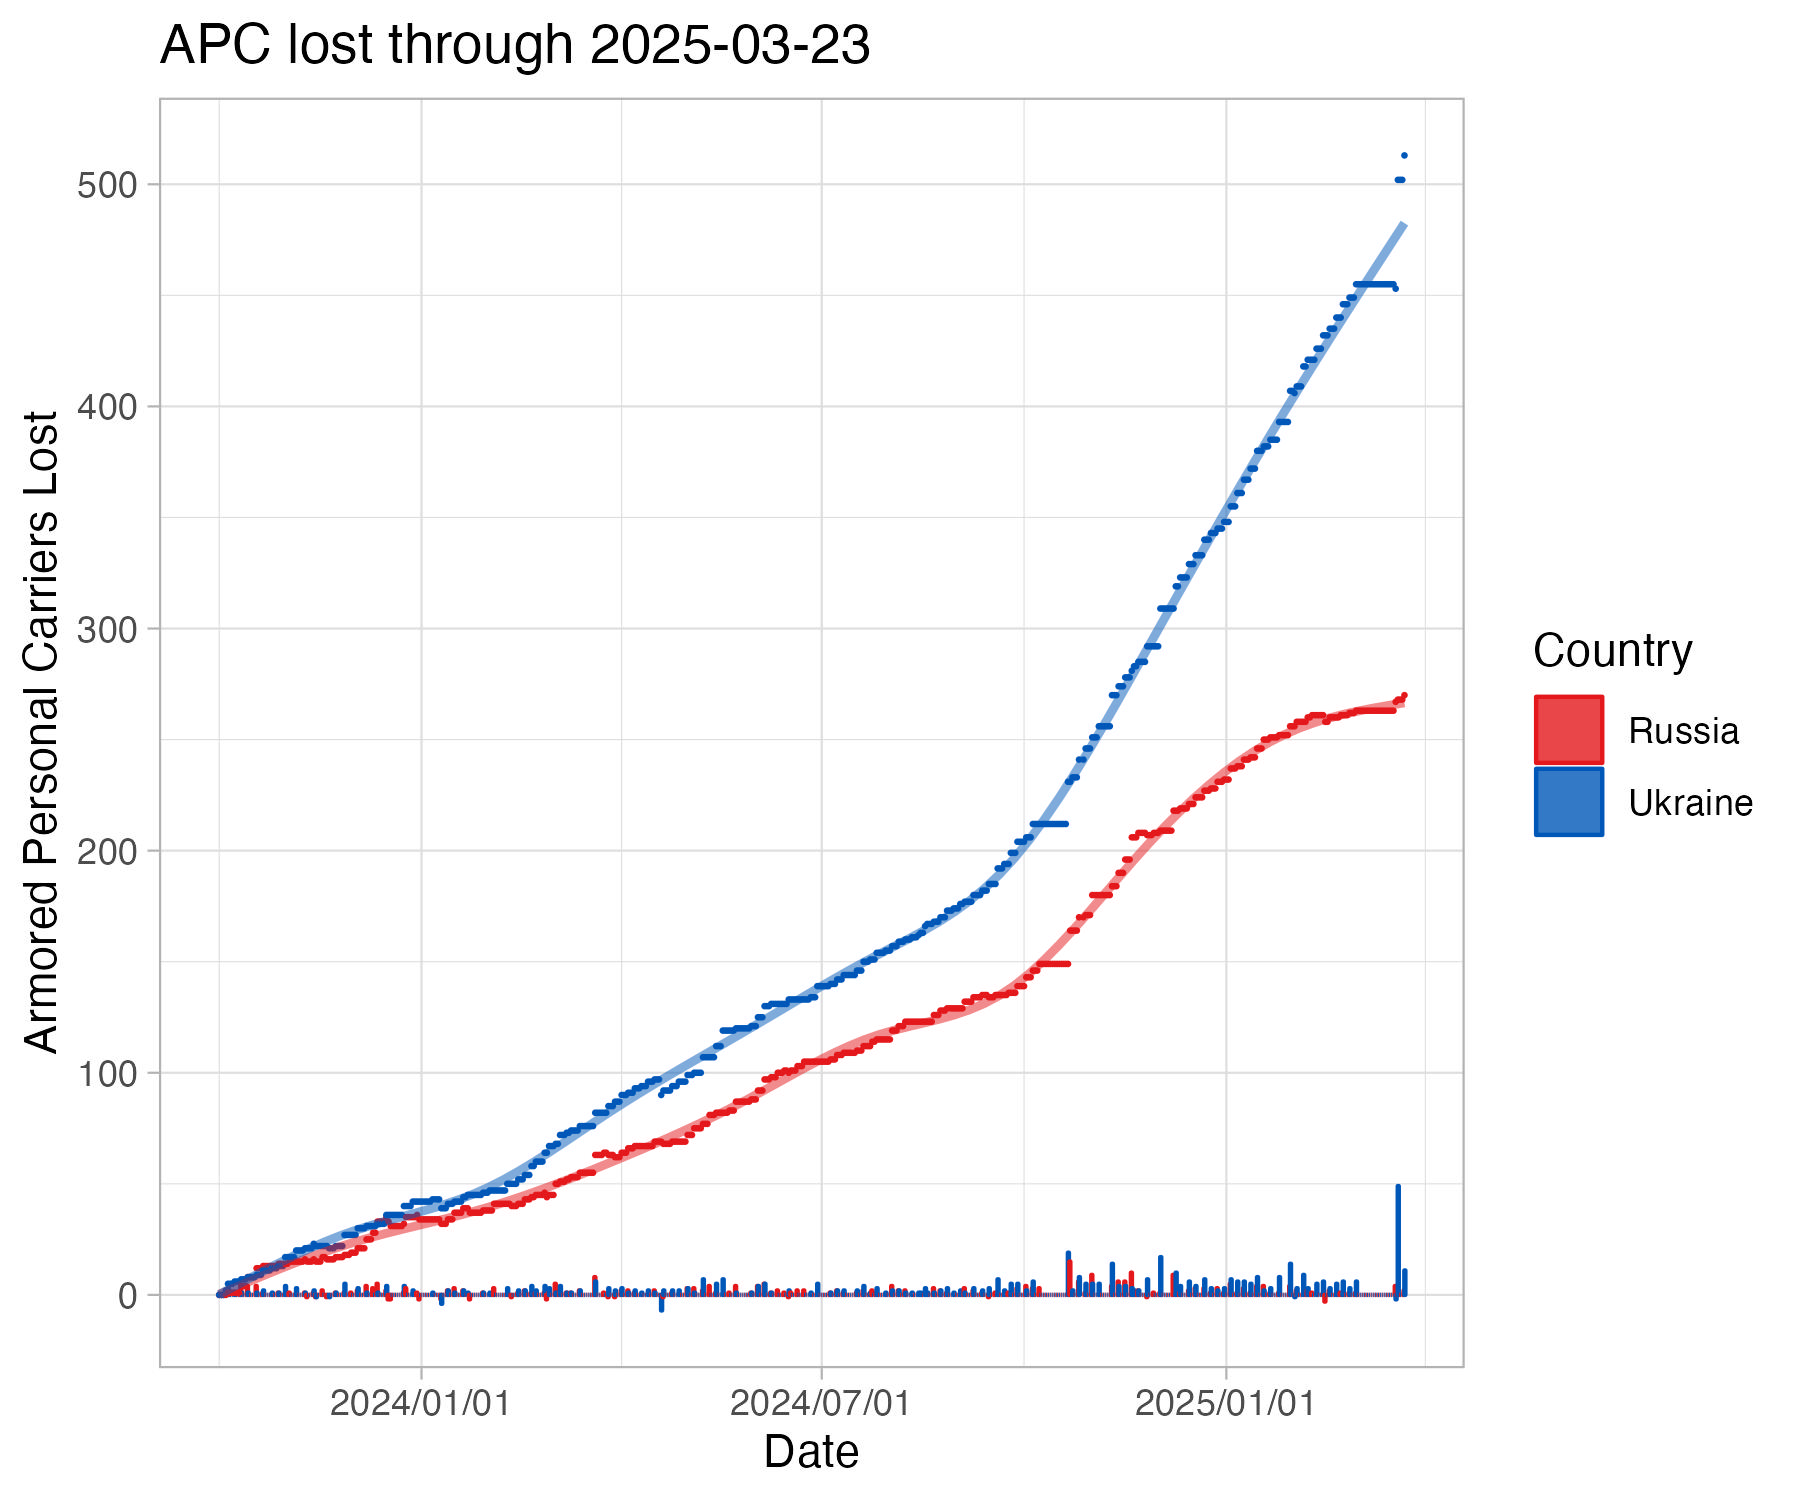 APC lost through 2025-03-23
Armored Personal Carriers Lost
500
400
300
200
100
0
2024/01/01
2024/07/01
2025/01/01
Date
Country
Russia
Ukraine